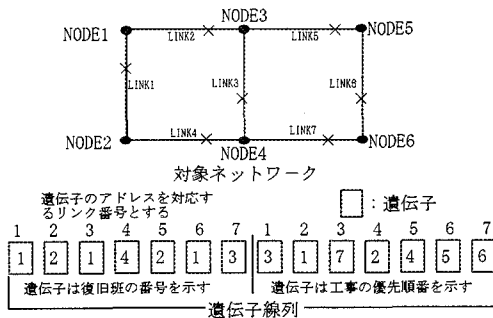 NODE1
NODE3
NODE5
LINK2
LINK5
LINK1
LINK3
LINK6
LINK4
LINK7
NODE2
NODE4
NODE6
対象ネットワーク
遺伝子のアドレスを対応するリンク番号とする
:遺伝子
1 2 3 4 5 6 7 1 2 3 4 5 6 7
1 2 1 4 2 1 3 3 1 7 2 4 5 6
遺伝子は復旧班の番号を示す
遺伝子は工事の優先順番を示す
遺伝子線列